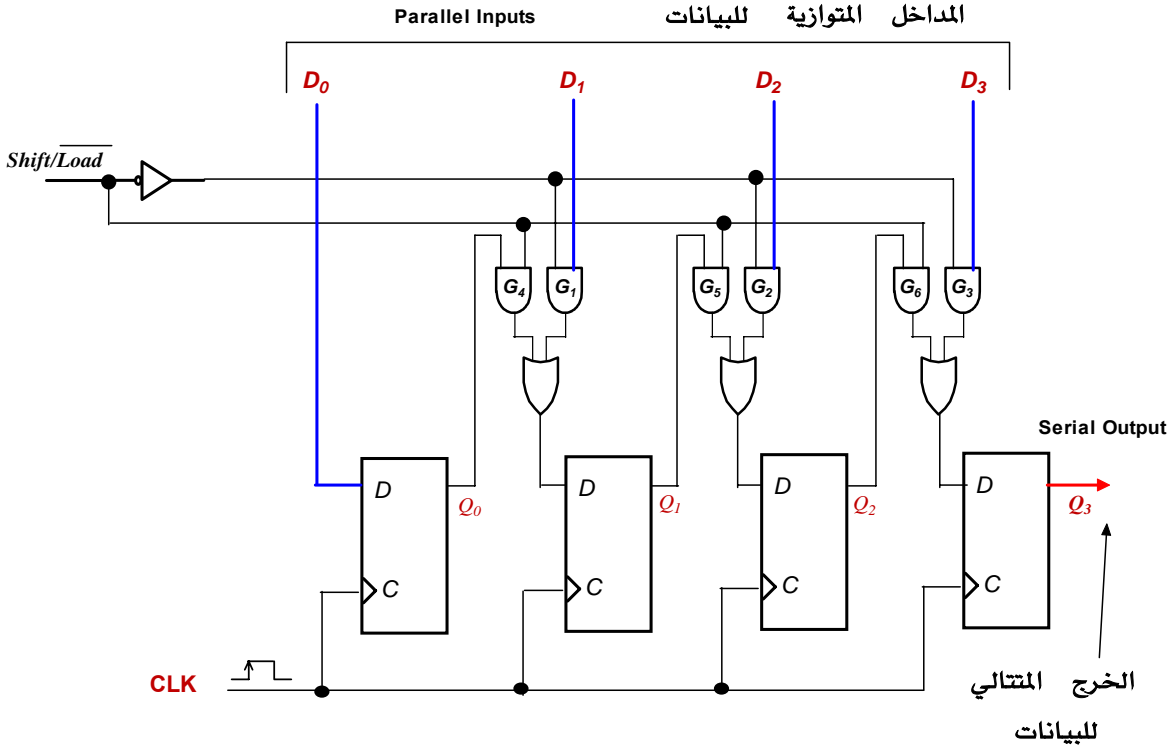 Parallel Inputs المداخل المتوازية للبيانات
D0 D1 D2 D3
Shift/Load
G4 G1 G5 G2 G6 G3
Serial Output
D Q0 D Q1 D Q2 D Q3
C C C C
CLK
الخرج المتتالي
للبيانات